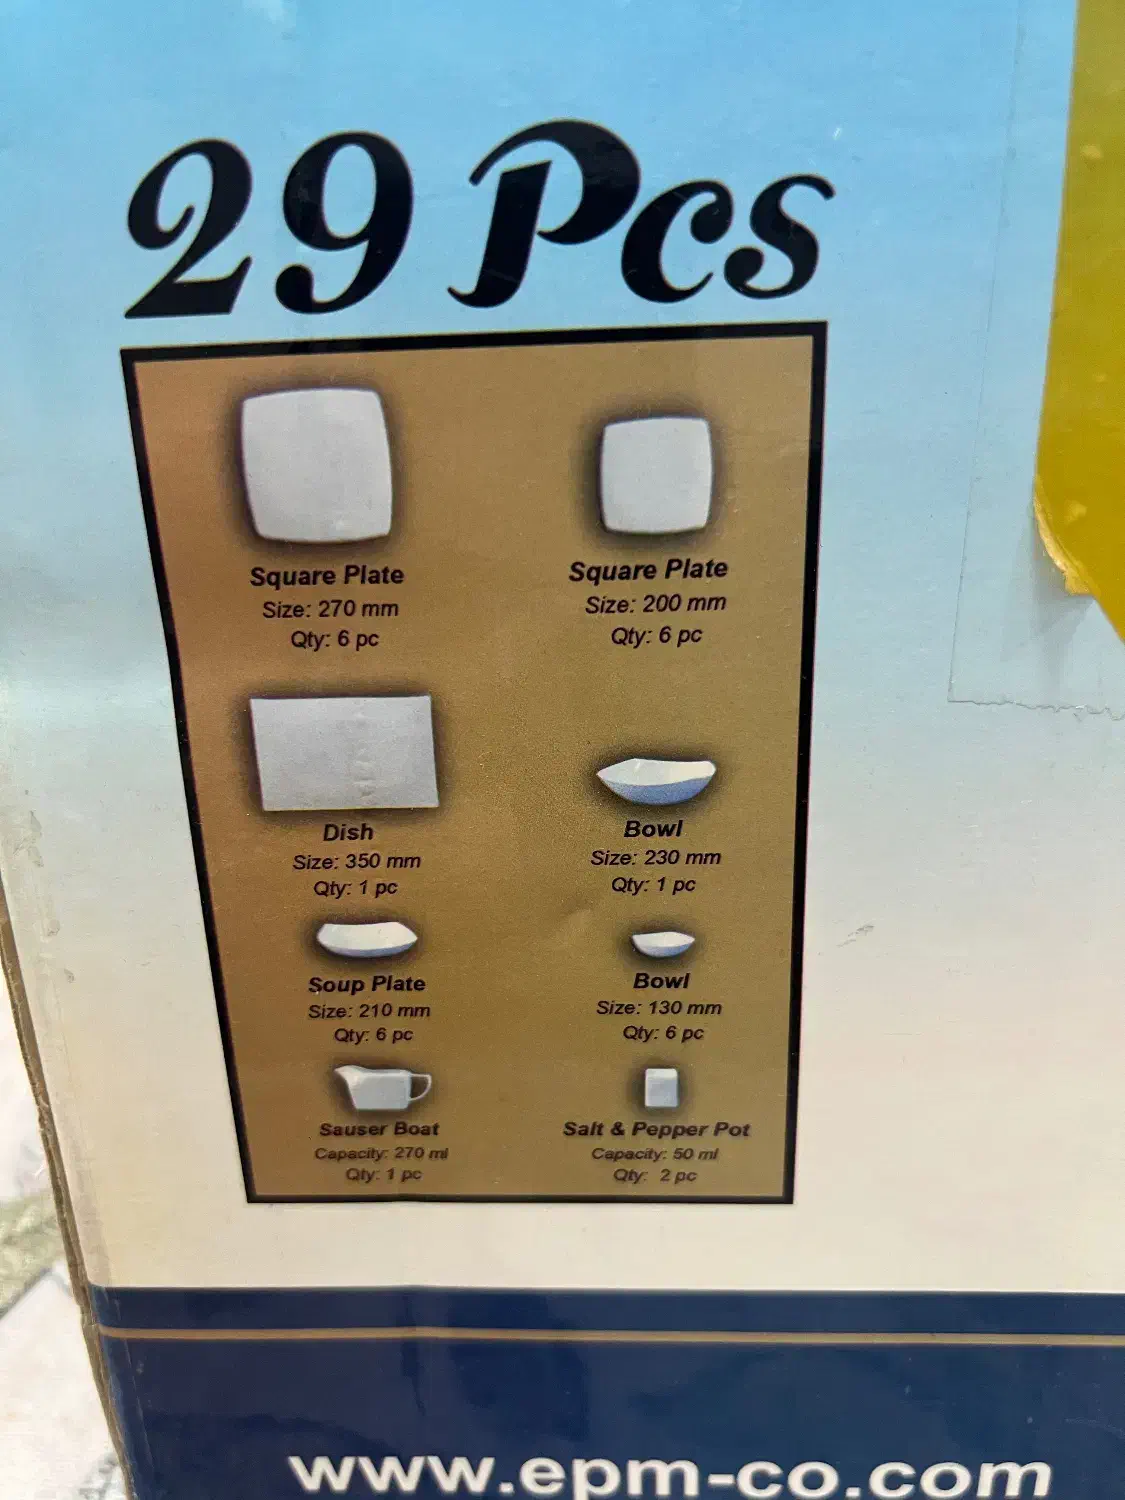 29 Pcs
Square Plate
Size: 270 mm
Qty: 6 pc
Square Plate
Size: 200 mm
Qty: 6 pc
Dish
Size: 350 mm
Qty: 1 pc
Bowl
Size: 230 mm
Qty: 1 pc
Soup Plate
Size: 210 mm
Qty: 6 pc
Bowl
Size: 130 mm
Qty: 6 pc
Sauser Boat
Capacity: 270 ml
Qty: 1 pc
Salt & Pepper Pot
Capacity: 50 ml
Qty: 2 pc
www.epm-co.com